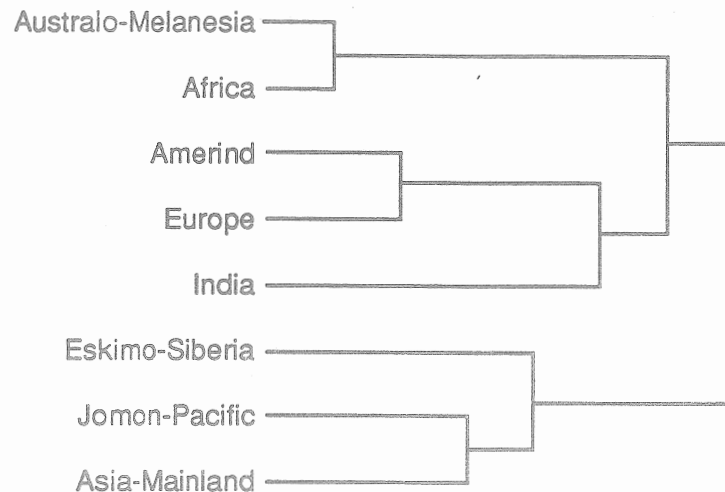 Australo-Melanesia
Africa
Amerind
Europe
India
Eskimo-Siberia
Jomon-Pacific
Asia-Mainland